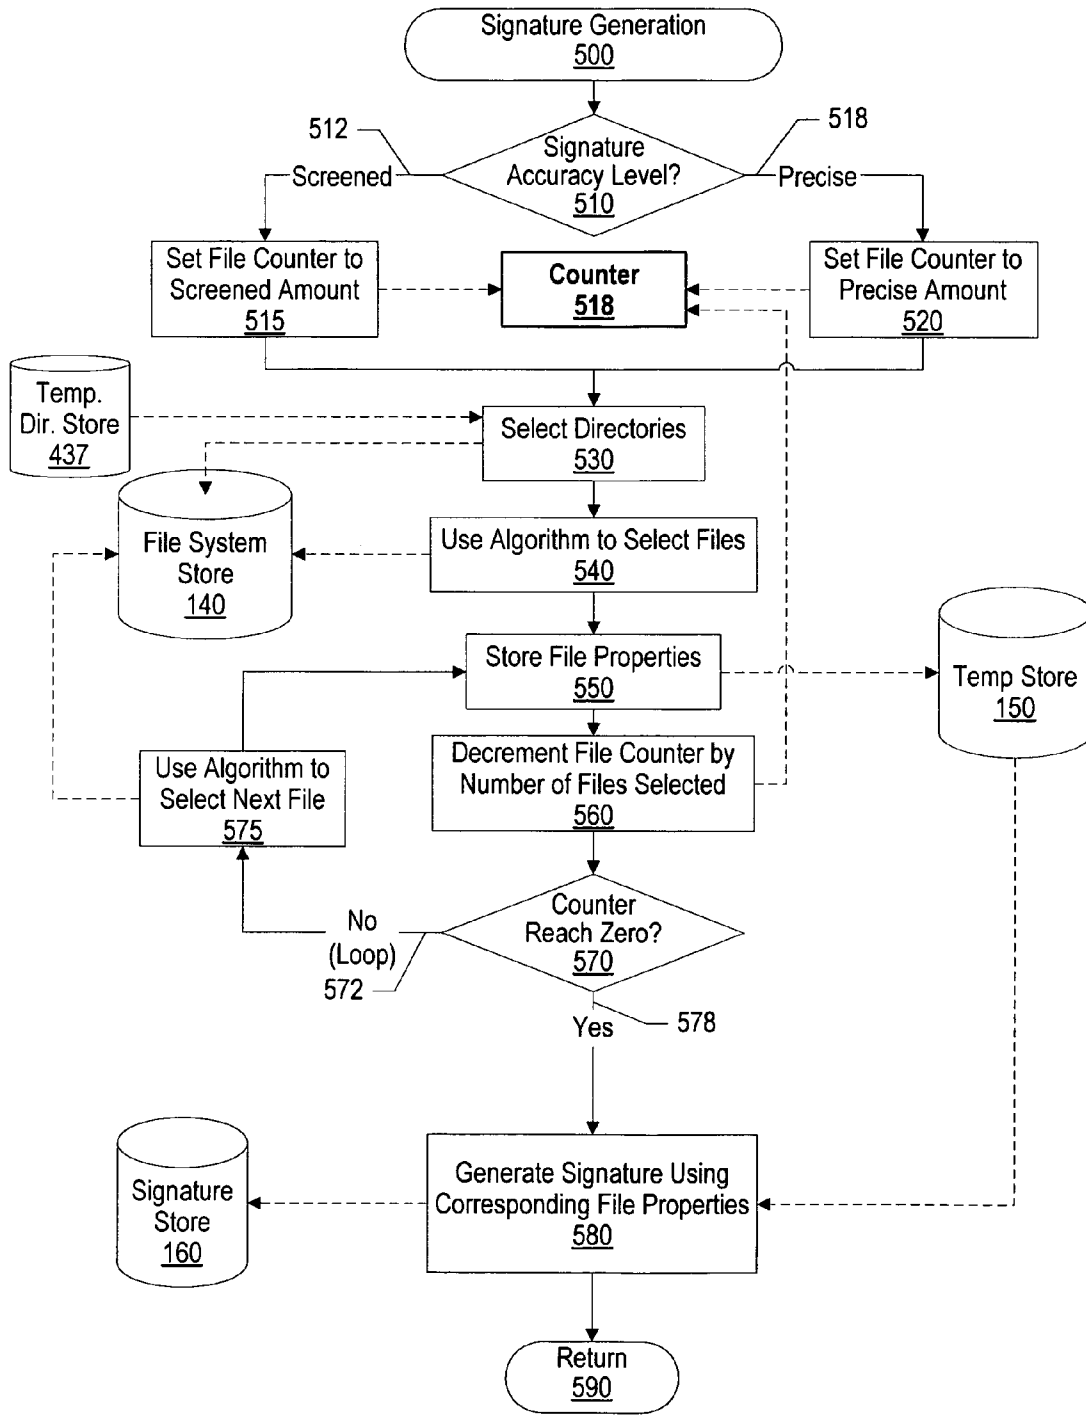 Signature Generation
500
512
518
Signature
Accuracy Level?
510
Screened
Precise
Set File Counter to
Screened Amount
515
Counter
518
Set File Counter to
Precise Amount
520
Temp.
Dir. Store
437
Select Directories
530
File System
Store
140
Use Algorithm to Select Files
540
Store File Properties
550
Temp Store
150
Use Algorithm to
Select Next File
575
Decrement File Counter by
Number of Files Selected
560
No
(Loop)
572
Counter
Reach Zero?
570
Yes
578
Signature
Store
160
Generate Signature Using
Corresponding File Properties
580
Return
590